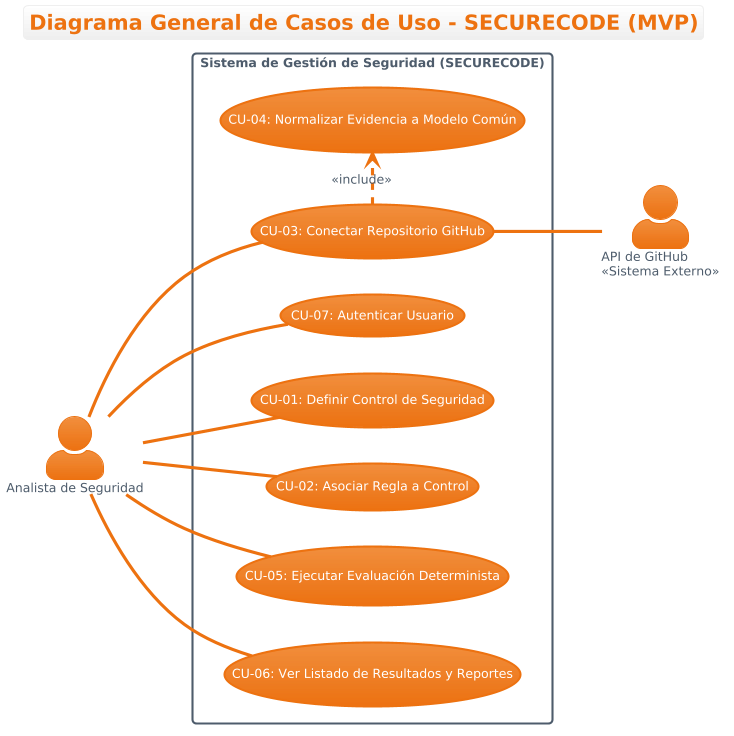 Diagrama General de Casos de Uso - SECURECODE (MVP)
Sistema de Gestión de Seguridad (SECURECODE)
CU-04: Normalizar Evidencia a Modelo Común
«include»
CU-03: Conectar Repositorio GitHub
API de GitHub
«Sistema Externo»
CU-07: Autenticar Usuario
CU-01: Definir Control de Seguridad
Analista de Seguridad
CU-02: Asociar Regla a Control
CU-05: Ejecutar Evaluación Determinista
CU-06: Ver Listado de Resultados y Reportes